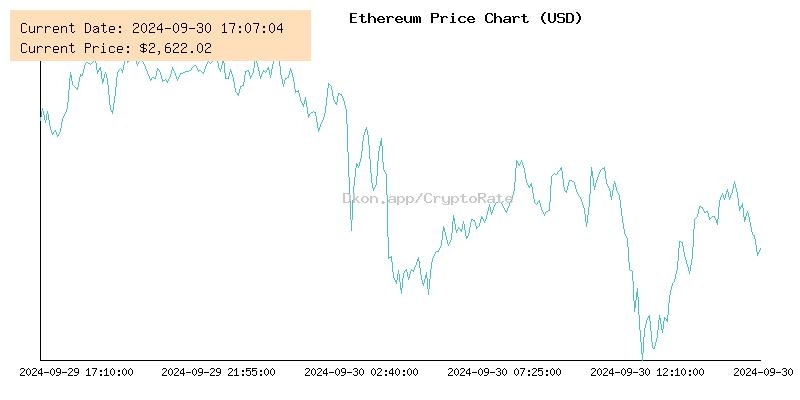 Ethereum Price Chart (USD)
Current Date: 2024-09-30 17:07:04
Current Price: $2,622.02
Dkon.app/CryptoRate
2024-09-29 17:10:00 2024-09-29 21:55:00 2024-09-30 02:40:00 2024-09-30 07:25:00 2024-09-30 12:10:00 2024-09-30